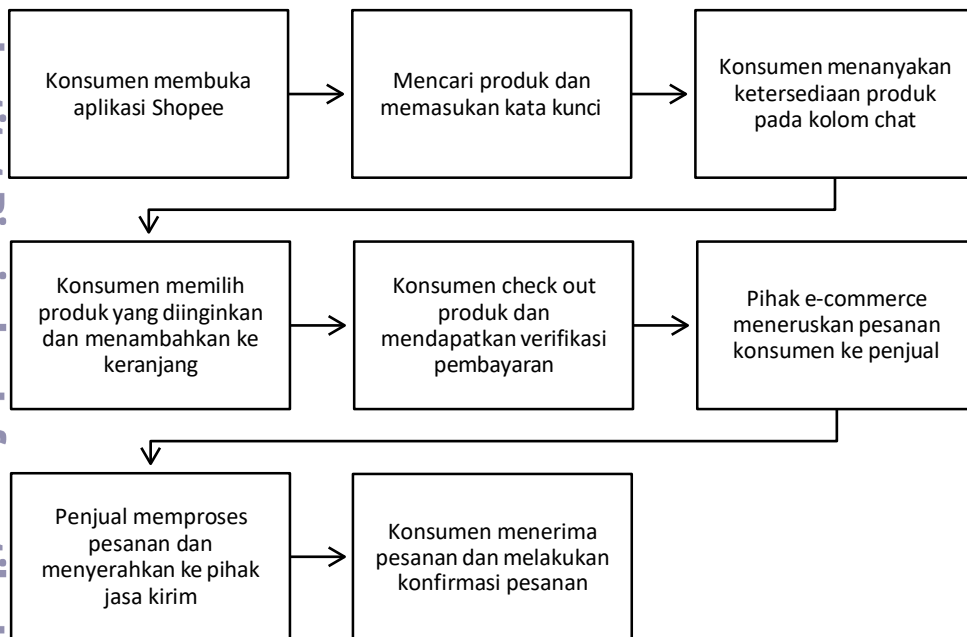 Konsumen membuka
aplikasi Shopee
Mencari produk dan
memasukan kata kunci
Konsumen menanyakan
ketersediaan produk
pada kolom chat
Konsumen memilih
produk yang diinginkan
dan menambahkan ke
keranjang
Konsumen check out
produk dan
mendapatkan verifikasi
pembayaran
Pihak e-commerce
meneruskan pesanan
konsumen ke penjual
Penjual memproses
pesanan dan
menyerahkan ke pihak
jasa kirim
Konsumen menerima
pesanan dan melakukan
konfirmasi pesanan